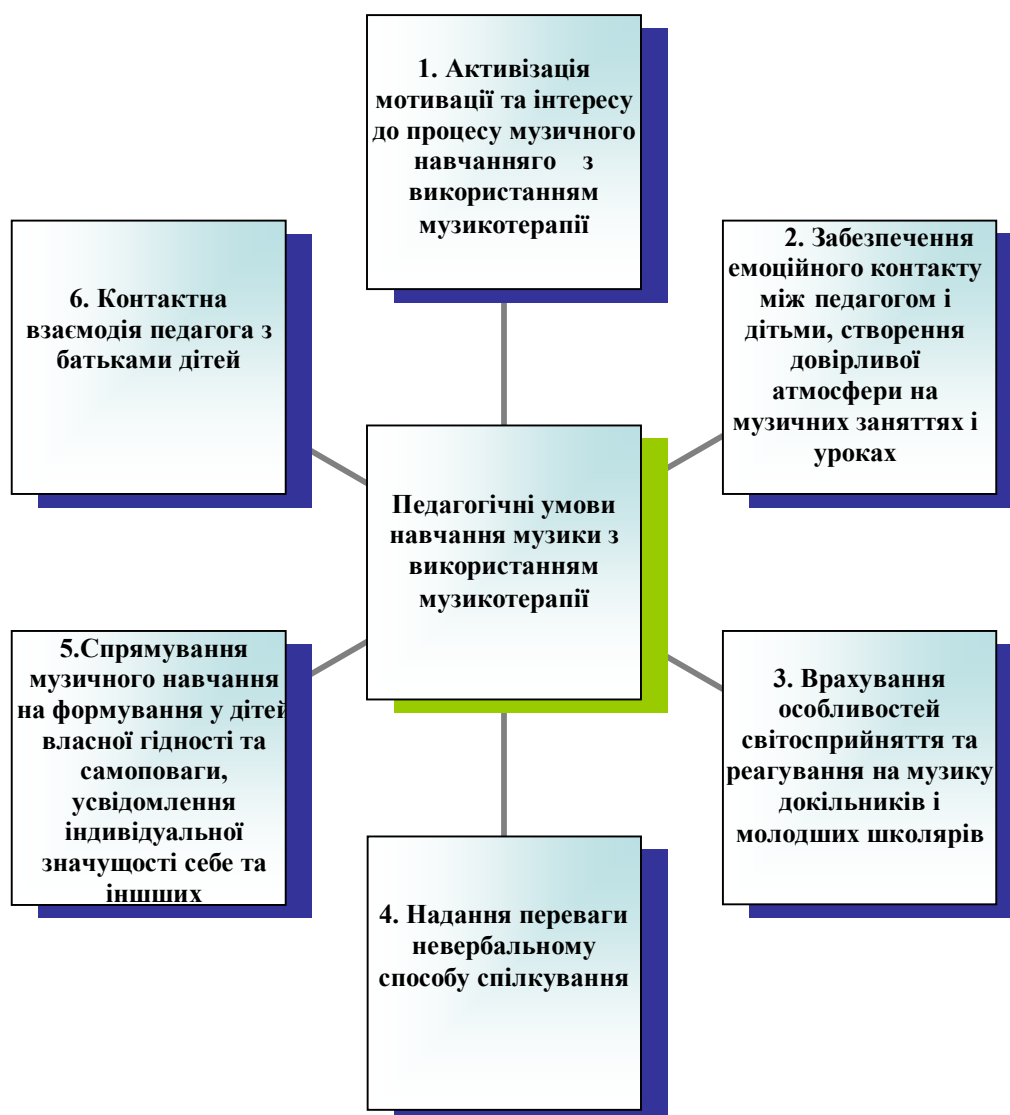 1. Активізація
мотивації та інтересу
до процесу музичного
навчанняго з
використанням
музикотерапії
2. Забезпечення
емоційного контакту
між педагогом і
дітьми, створення
довірливої
атмосфери на
музичних заняттях і
уроках
6. Контактна
взаємодія педагога з
батьками дітей
Педагогічні умови
навчання музики з
використанням
музикотерапії
5.Спрямування
музичного навчання
на формування у дітей
власної гідності та
самоповаги,
усвідомлення
індивідуальної
значущості себе та
іншших
3. Врахування
особливостей
світосприйняття та
реагування на музику
докільників і
молодших школярів
4. Надання переваги
невербальному
способу спілкування